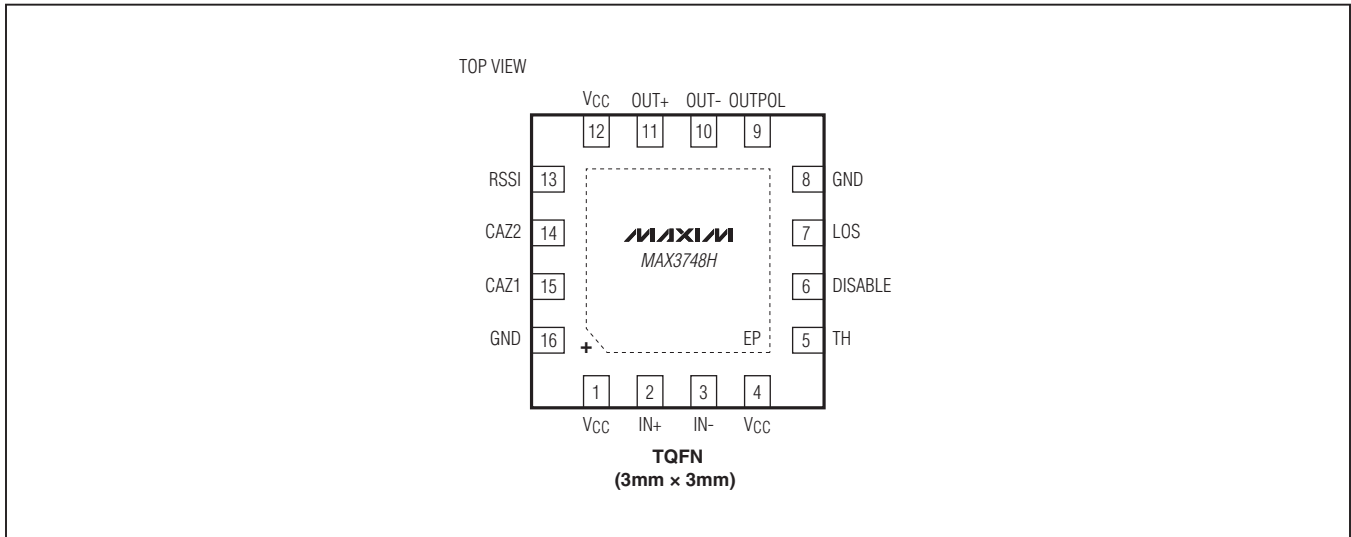 TOP VIEW
VCC OUT+ OUT- OUTPOL
12 11 10 9
RSSI 13 8 GND
CAZ2 14 MAXIM 7 LOS
MAX3748H
CAZ1 15 6 DISABLE
GND 16 + EP 5 TH
1 2 3 4
VCC IN+ IN- VCC
TQFN
(3mm × 3mm)